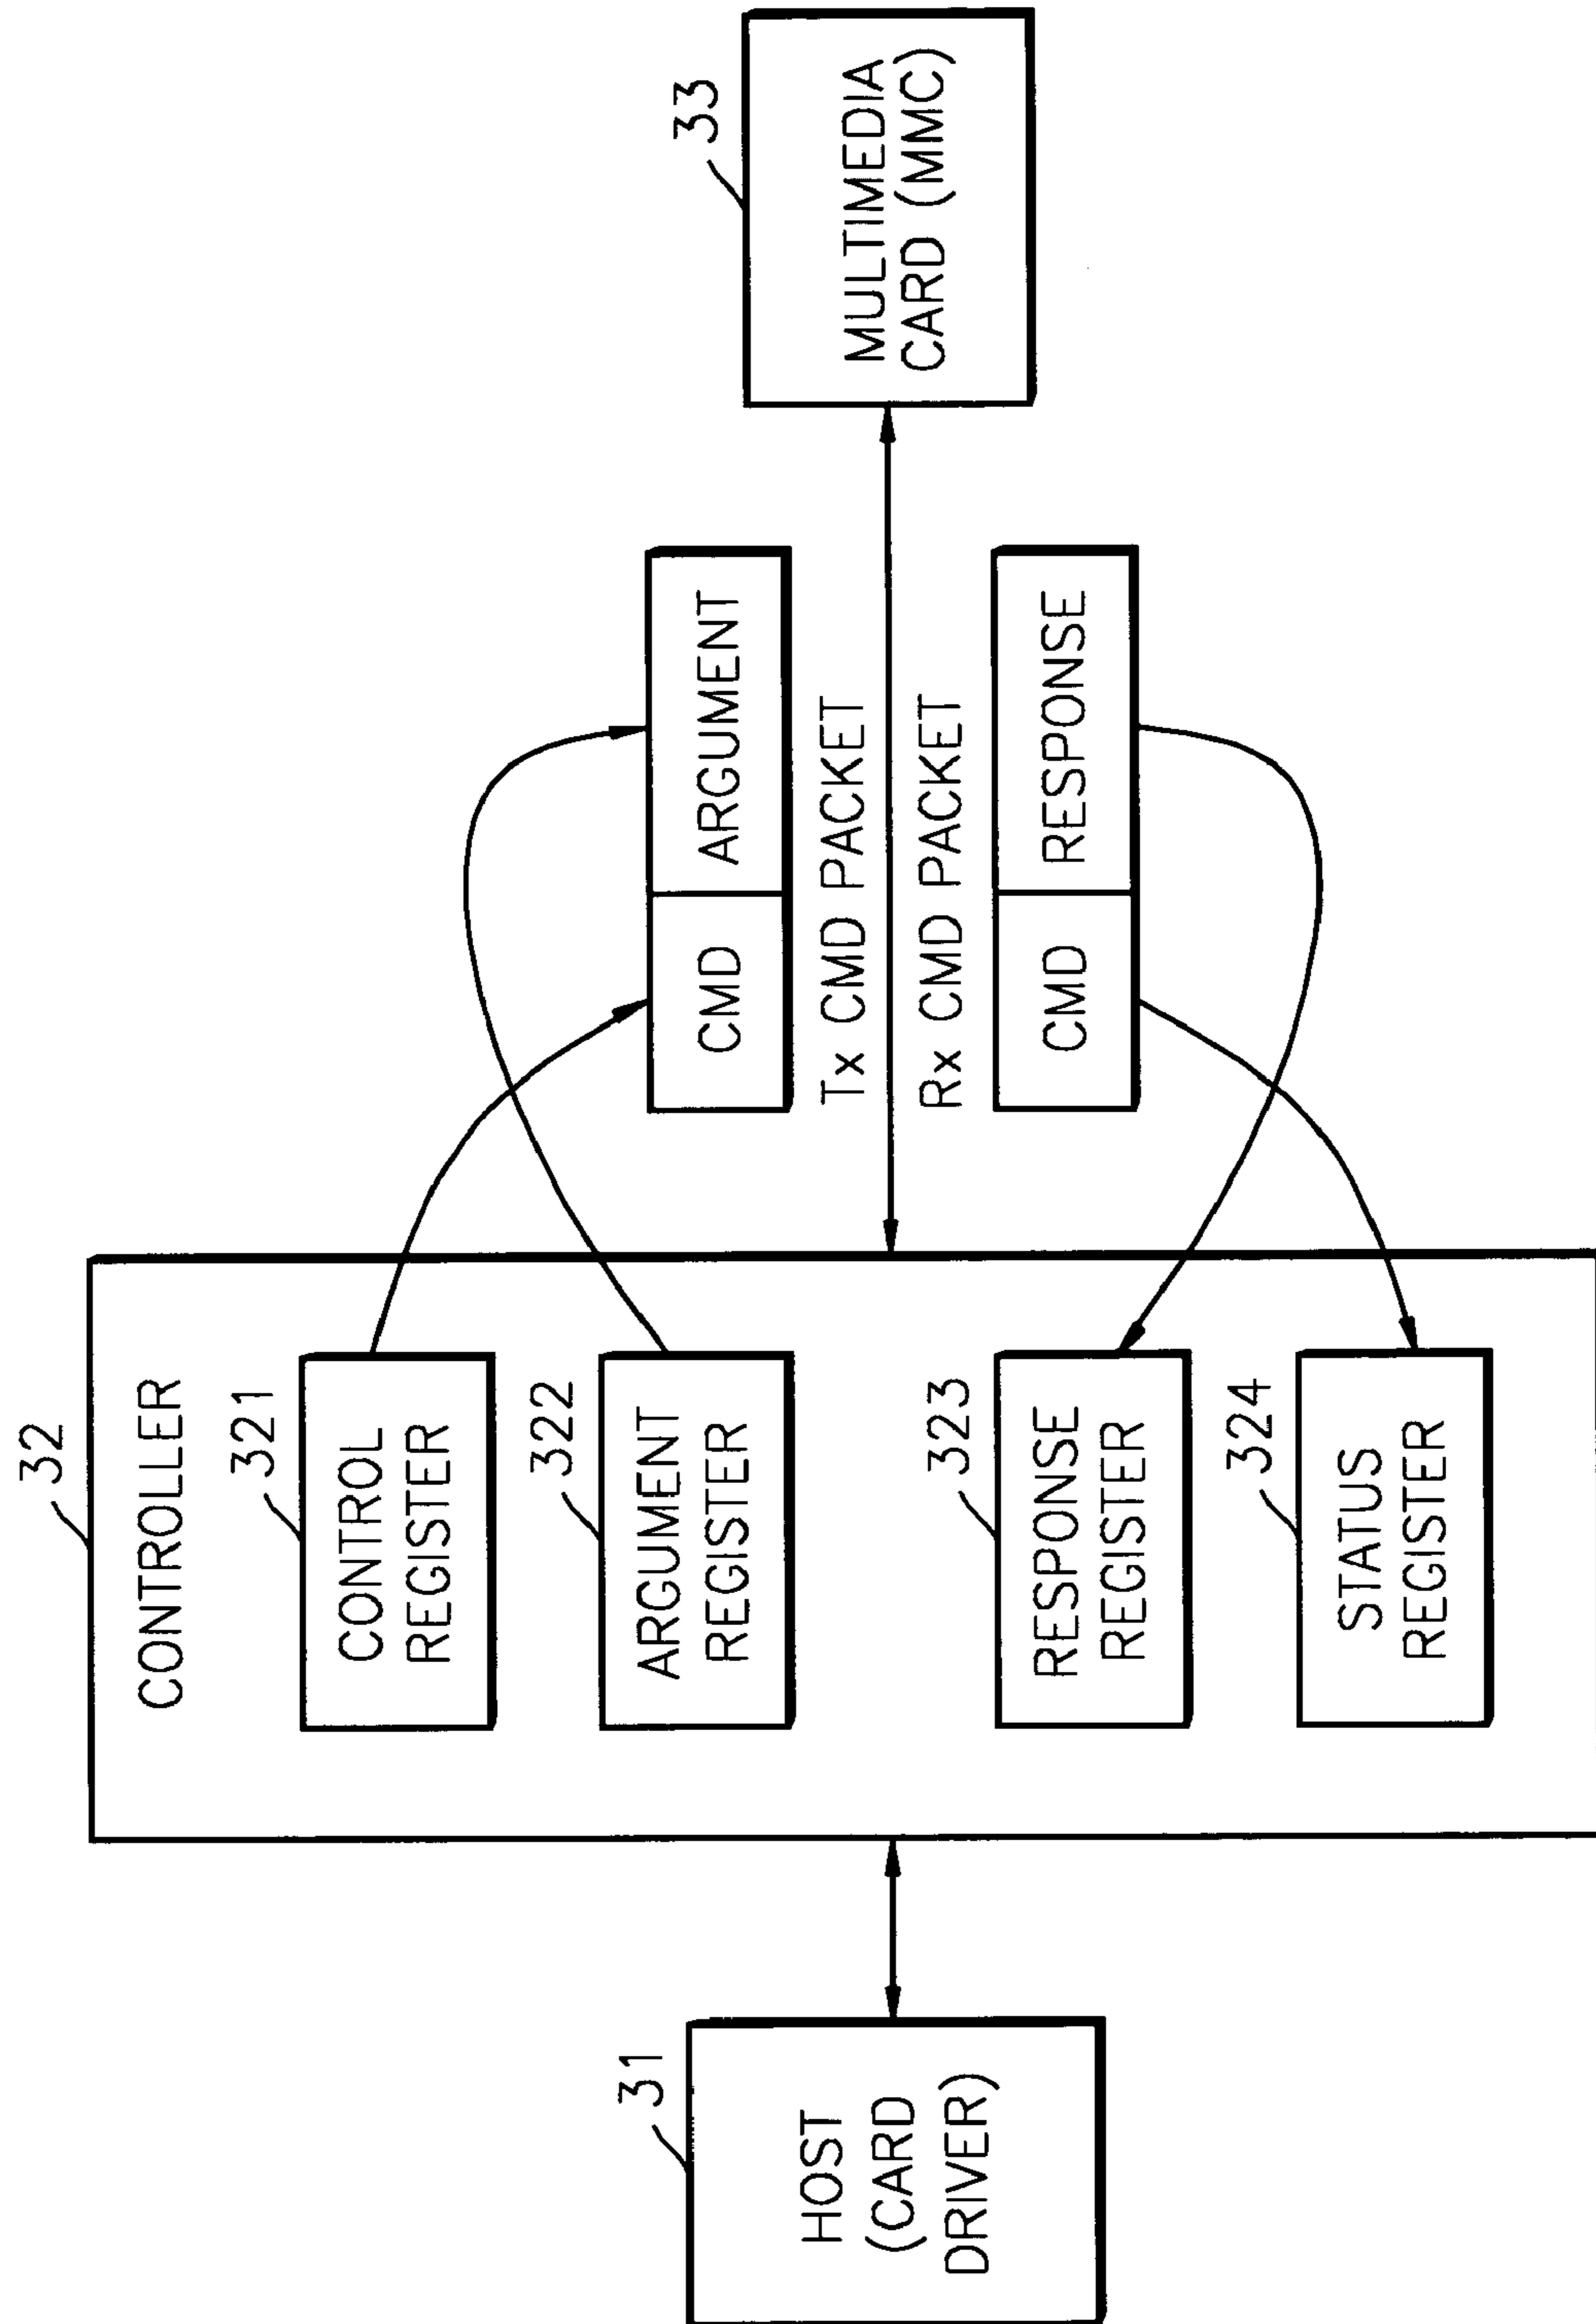 31
HOST
(CARD
DRIVER)
32
CONTROLLER
321
CONTROL
REGISTER
322
ARGUMENT
REGISTER
323
RESPONSE
REGISTER
324
STATUS
REGISTER
CMD ARGUMENT
Tx CMD PACKET
Rx CMD PACKET
CMD RESPONSE
33
MULTIMEDIA
CARD (MMC)